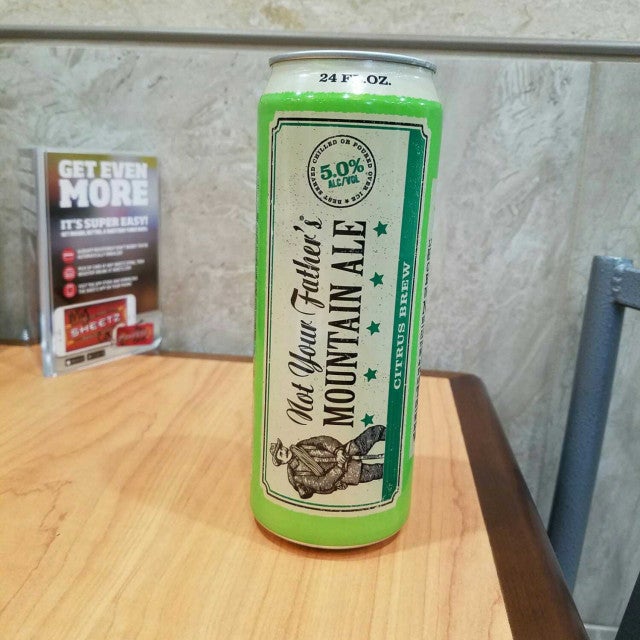 24 FL.OZ.
BEST SERVED CHILLED OR POURED OVER ICE
5.0%
ALC/VOL
Not Your Father's
MOUNTAIN ALE
CITRUS BREW
GET EVEN
MORE
IT'S SUPER EASY!
SHEETZ